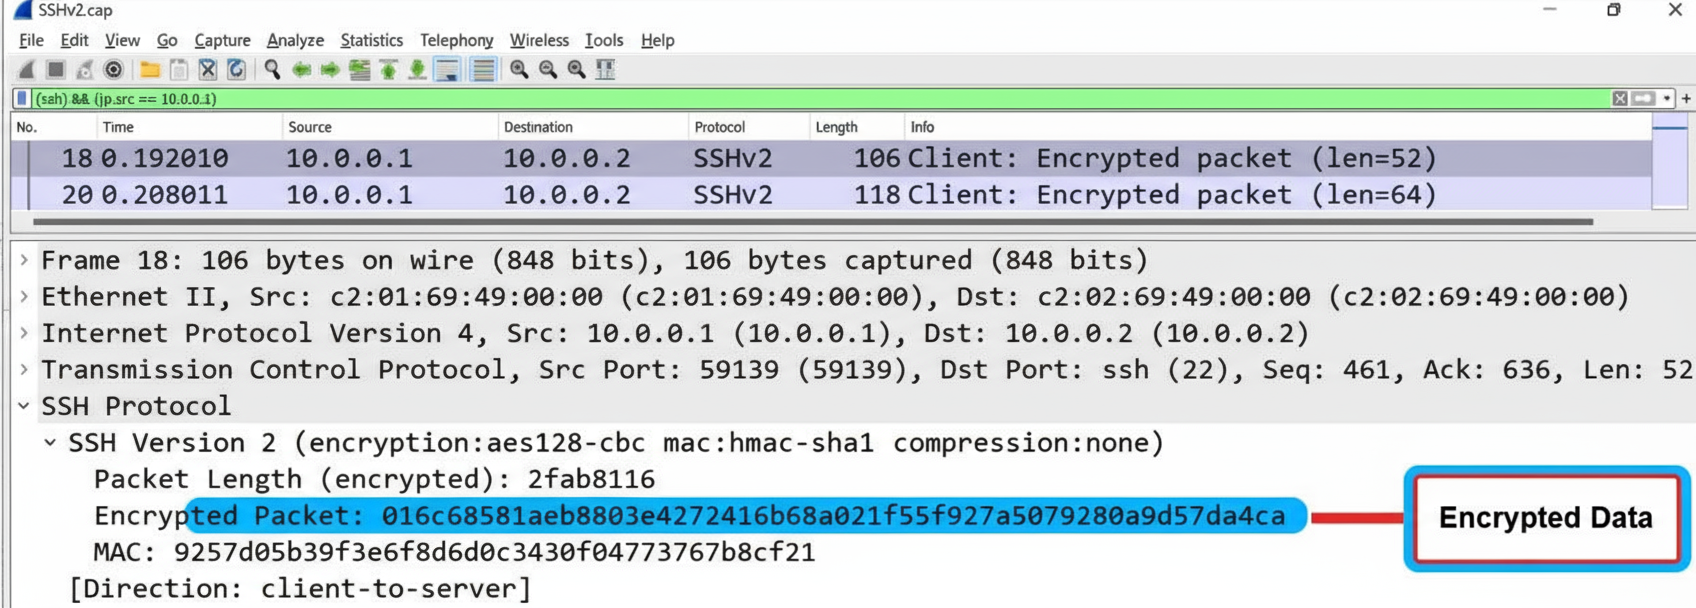 SSHv2.cap
File Edit View Go Capture Analyze Statistics Telephony Wireless Tools Help
(sah) && (jp.src == 10.0.0.1)
No. Time Source Destination Protocol Length Info
18 0.192010 10.0.0.1 10.0.0.2 SSHv2 106 Client: Encrypted packet (len=52)
20 0.208011 10.0.0.1 10.0.0.2 SSHv2 118 Client: Encrypted packet (len=64)
Frame 18: 106 bytes on wire (848 bits), 106 bytes captured (848 bits)
Ethernet II, Src: c2:01:69:49:00:00 (c2:01:69:49:00:00), Dst: c2:02:69:49:00:00 (c2:02:69:49:00:00)
Internet Protocol Version 4, Src: 10.0.0.1 (10.0.0.1), Dst: 10.0.0.2 (10.0.0.2)
Transmission Control Protocol, Src Port: 59139 (59139), Dst Port: ssh (22), Seq: 461, Ack: 636, Len: 52
SSH Protocol
SSH Version 2 (encryption:aes128-cbc mac:hmac-sha1 compression:none)
Packet Length (encrypted): 2fab8116
Encrypted Packet: 016c68581aeb8803e4272416b68a021f55f927a5079280a9d57da4ca
Encrypted Data
MAC: 9257d05b39f3e6f8d6d0c3430f04773767b8cf21
[Direction: client-to-server]